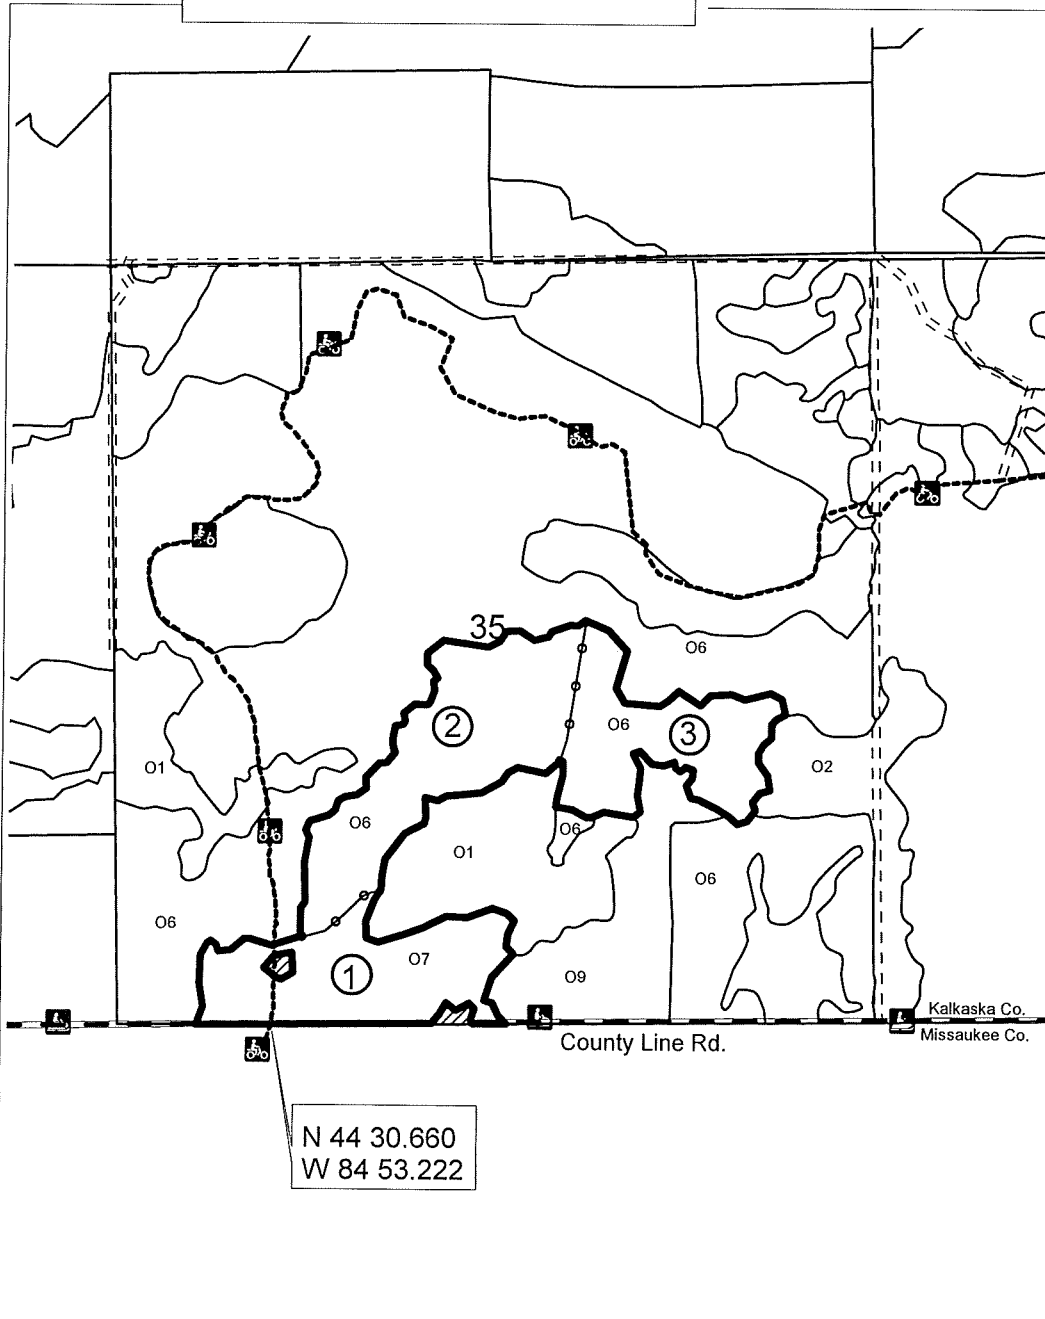 35
O6
2
O6
3
O1
O2
O6
O6
O1
O6
O6
O7
1
O9
Kalkaska Co.
Missaukee Co.
County Line Rd.
N 44 30.660
W 84 53.222